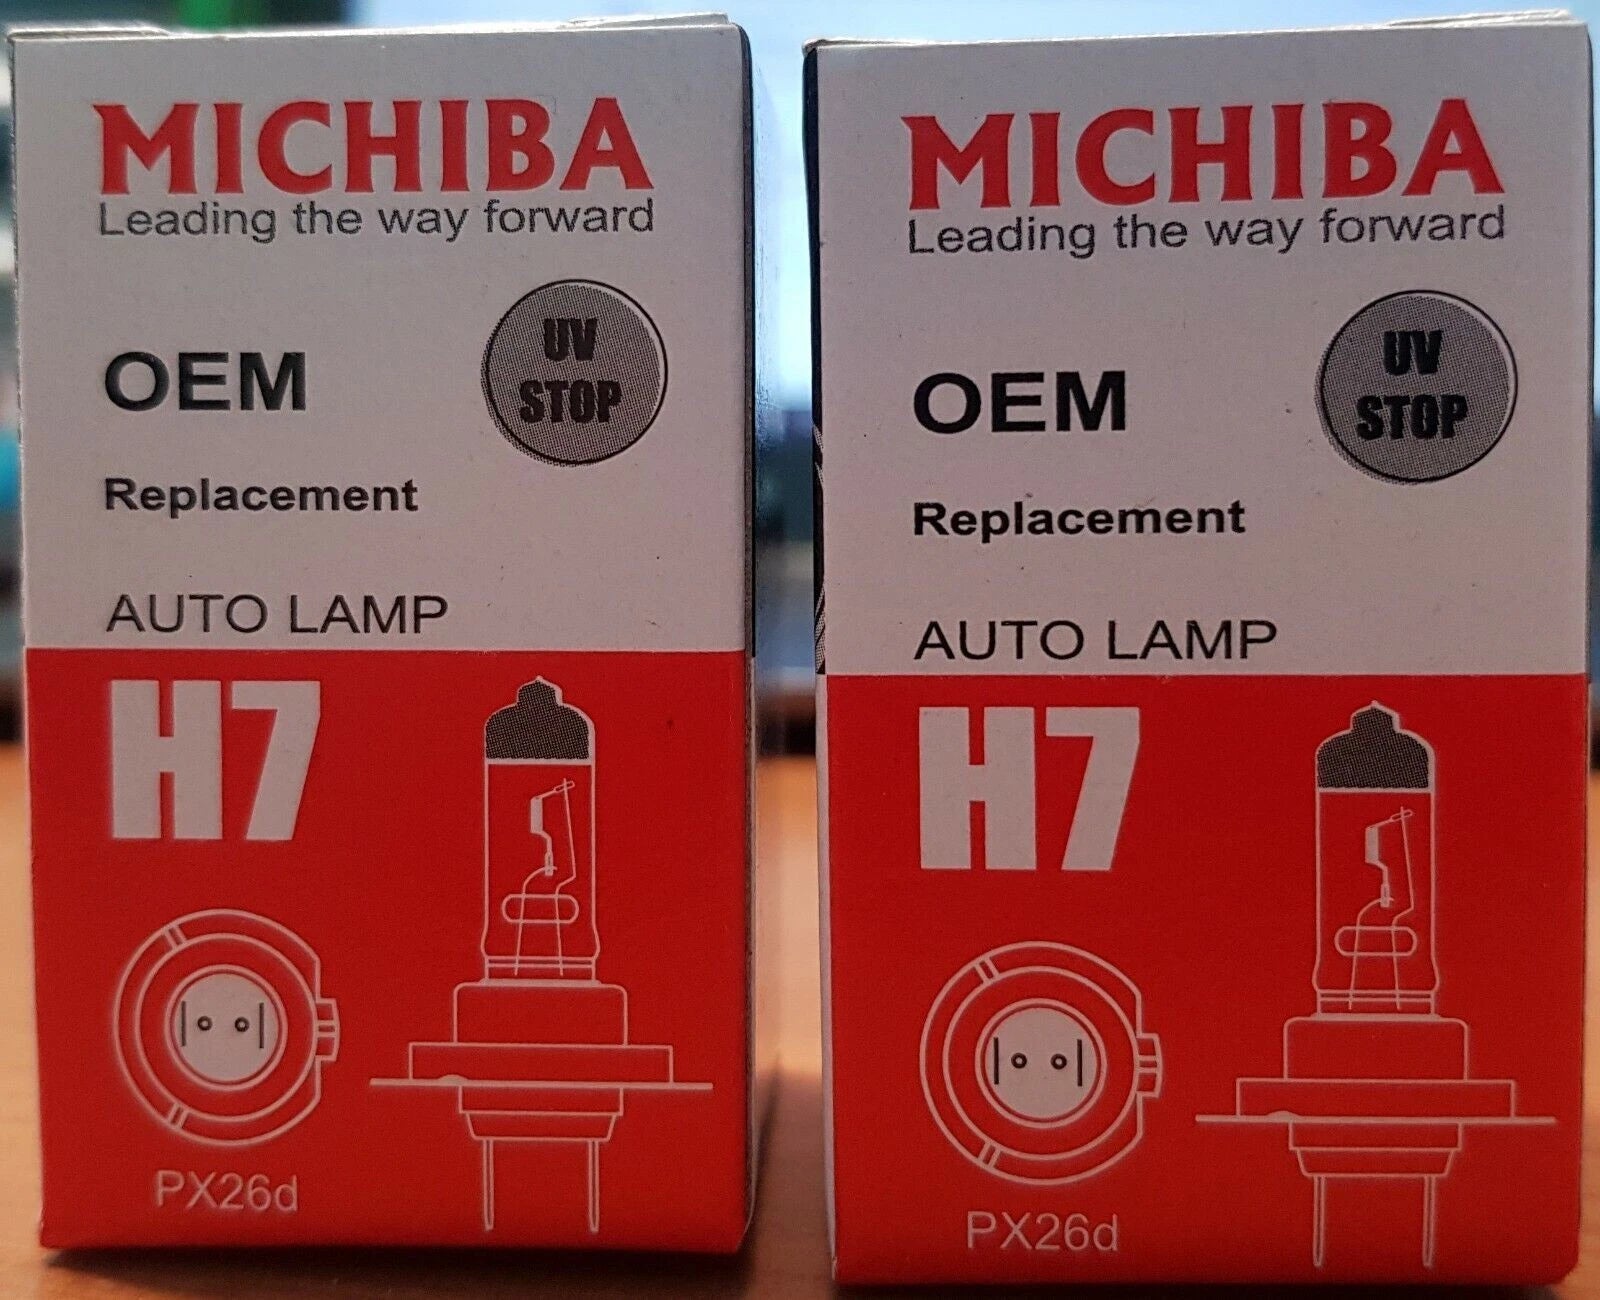 MICHIBA
Leading the way forward
UV
STOP
OEM
Replacement
AUTO LAMP
H7
PX26d
MICHIBA
Leading the way forward
UV
STOP
OEM
Replacement
AUTO LAMP
H7
PX26d